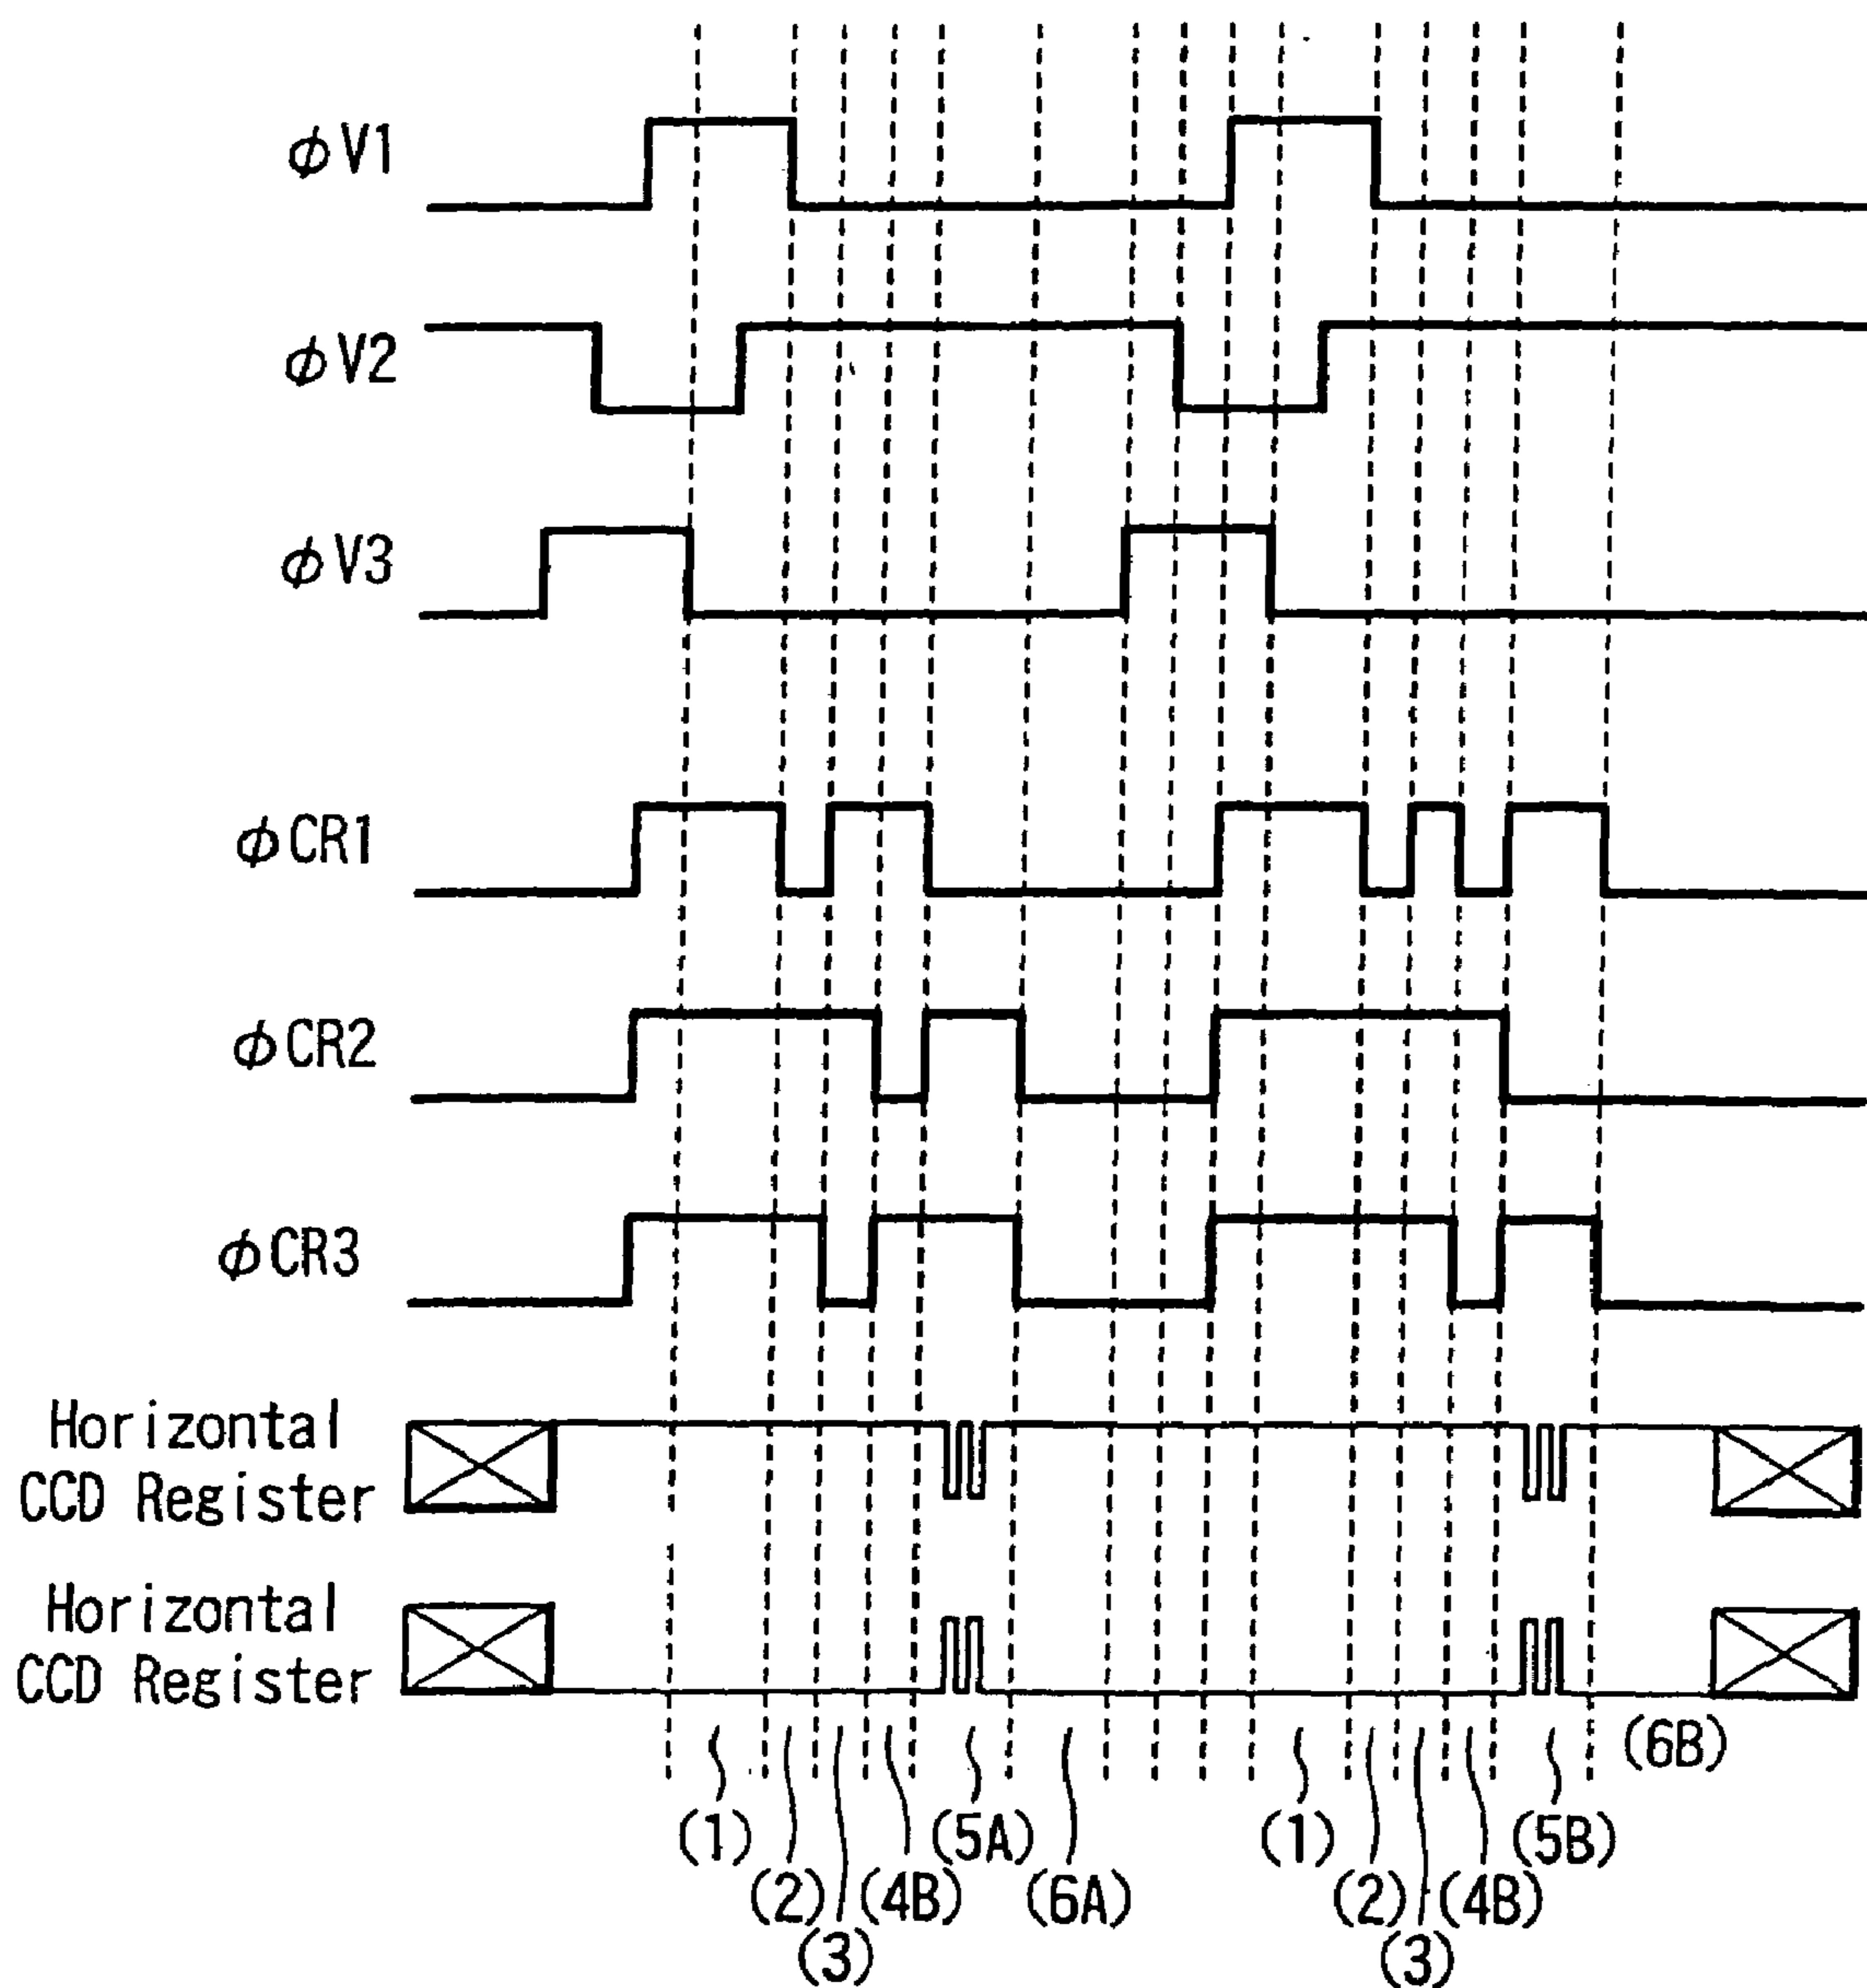 φV1
φV2
φV3
φCR1
φCR2
φCR3
Horizontal
CCD Register
Horizontal
CCD Register
(6B)
(1) (5A) (1) (5B)
(2) (4B) (6A) (2) (4B)
(3) (3)